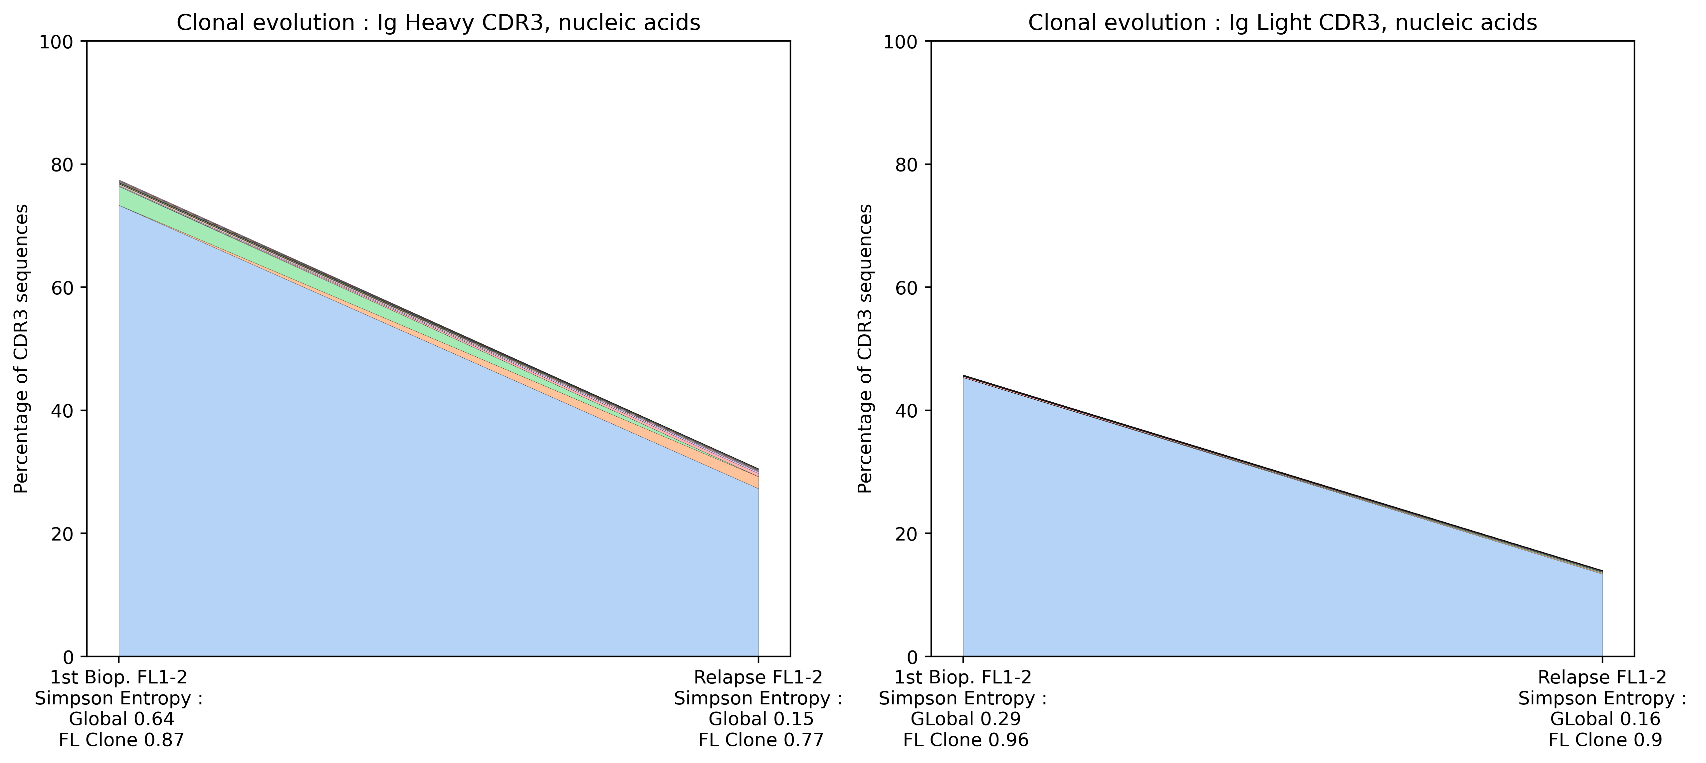 Clonal evolution : Ig Heavy CDR3, nucleic acids
Percentage of CDR3 sequences
100
80
60
40
20
0
1st Biop. FL1-2
Simpson Entropy :
Global 0.64
FL Clone 0.87
Relapse FL1-2
Simpson Entropy :
Global 0.15
FL Clone 0.77
Clonal evolution : Ig Light CDR3, nucleic acids
Percentage of CDR3 sequences
100
80
60
40
20
0
1st Biop. FL1-2
Simpson Entropy :
GLobal 0.29
FL Clone 0.96
Relapse FL1-2
Simpson Entropy :
GLobal 0.16
FL Clone 0.9